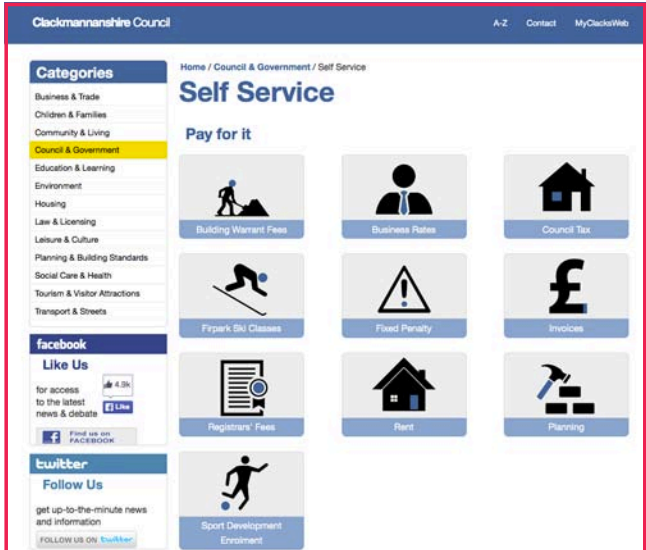 Clackmannanshire Council
A-Z Contact MyClacksWeb
Categories
Business & Trade
Children & Families
Community & Living
Council & Government
Education & Learning
Environment
Housing
Law & Licensing
Leisure & Culture
Planning & Building Standards
Social Care & Health
Tourism & Visitor Attractions
Transport & Streets
facebook
Like Us
for access
to the latest
news & debate
4.9k
Like
Find us on
FACEBOOK
twitter
Follow Us
get up-to-the-minute news
and information
FOLLOW US ON twitter
Home / Council & Government / Self Service
Self Service
Pay for it
Building Warrant Fees
Business Rates
Council Tax
Firpark Ski Classes
Fixed Penalty
£
Invoices
Registrars' Fees
Rent
Planning
Sport Development
Enrolment